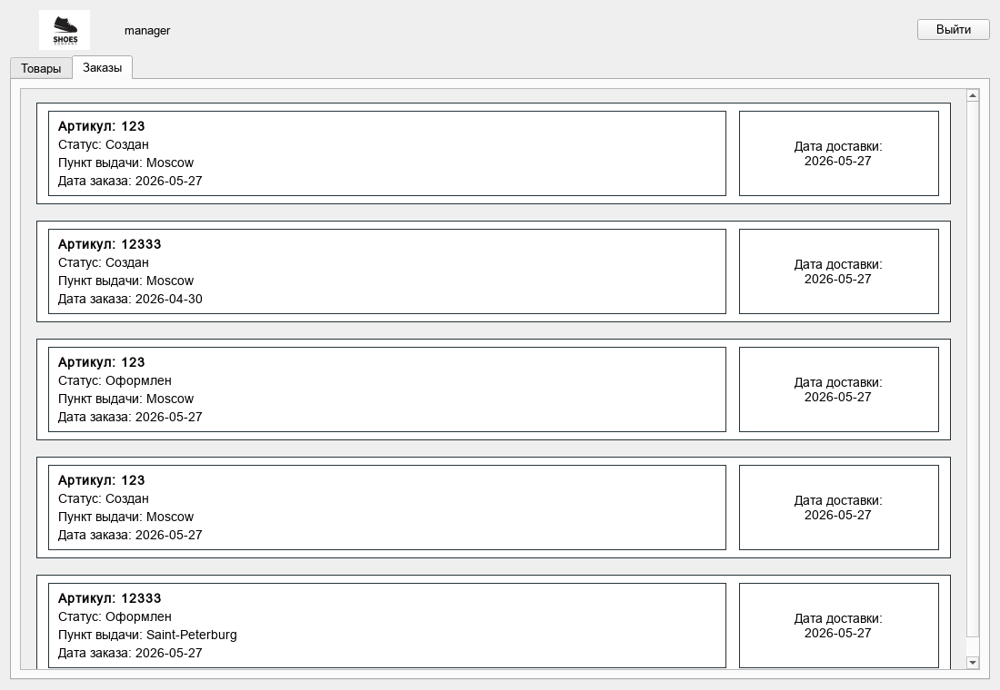 SHOES
COMPANY
manager
Выйти
Товары
Заказы
Артикул: 123
Статус: Создан
Пункт выдачи: Moscow
Дата заказа: 2026-05-27
Дата доставки:
2026-05-27
Артикул: 12333
Статус: Создан
Пункт выдачи: Moscow
Дата заказа: 2026-04-30
Дата доставки:
2026-05-27
Артикул: 123
Статус: Оформлен
Пункт выдачи: Moscow
Дата заказа: 2026-05-27
Дата доставки:
2026-05-27
Артикул: 123
Статус: Создан
Пункт выдачи: Moscow
Дата заказа: 2026-05-27
Дата доставки:
2026-05-27
Артикул: 12333
Статус: Оформлен
Пункт выдачи: Saint-Peterburg
Дата заказа: 2026-05-27
Дата доставки:
2026-05-27